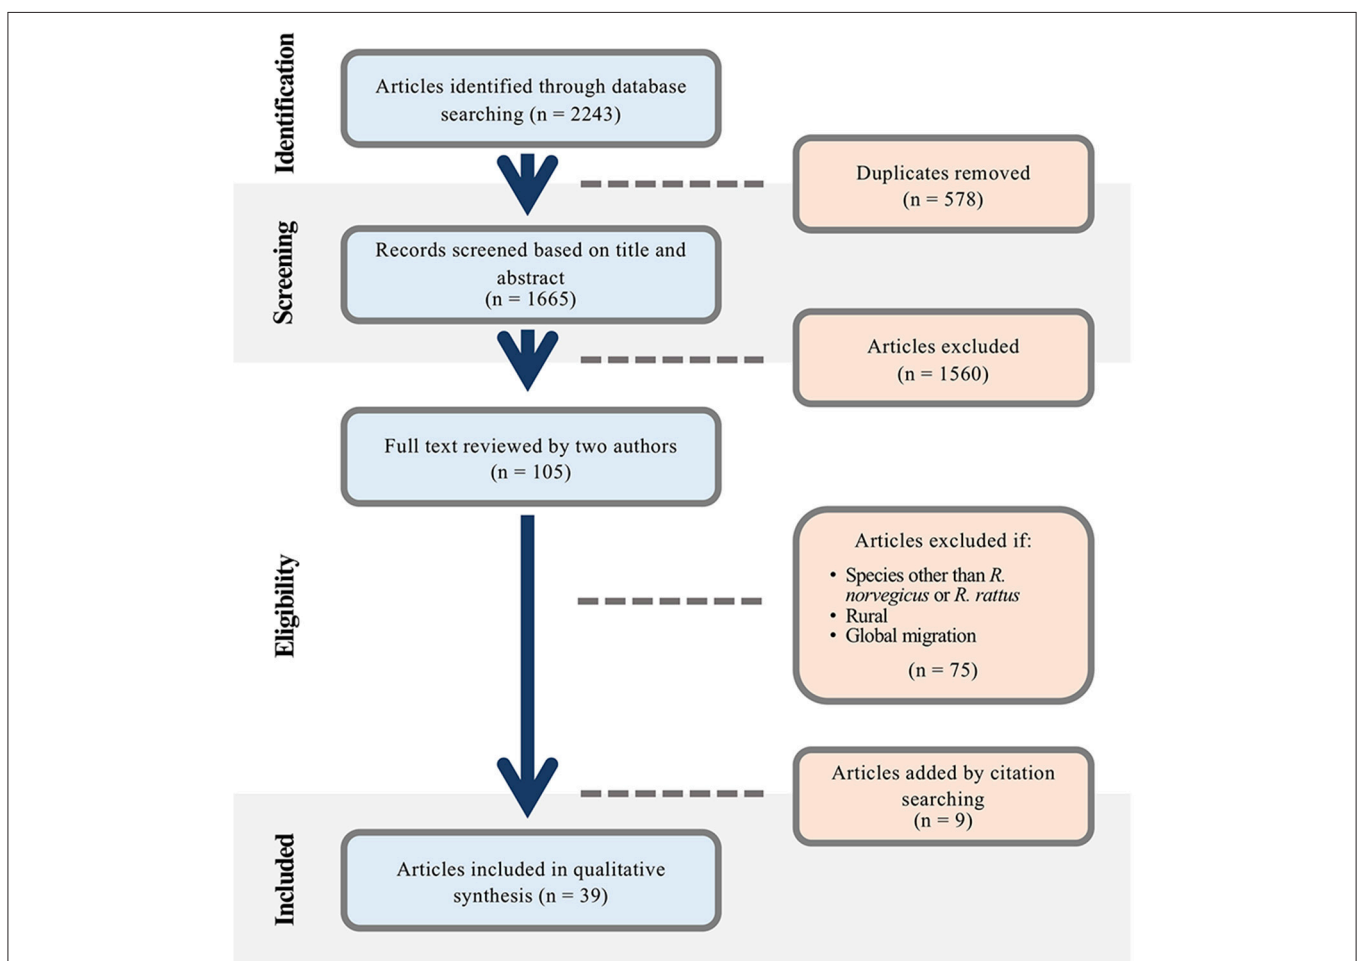 Identification
Articles identified through database
searching (n = 2243)
Duplicates removed
(n = 578)
Screening
Records screened based on title and
abstract
(n = 1665)
Articles excluded
(n = 1560)
Full text reviewed by two authors
(n = 105)
Eligibility
Articles excluded if:
• Species other than R.
norvegicus or R. rattus
• Rural
• Global migration
(n = 75)
Articles added by citation
searching
(n = 9)
Included
Articles included in qualitative
synthesis (n = 39)